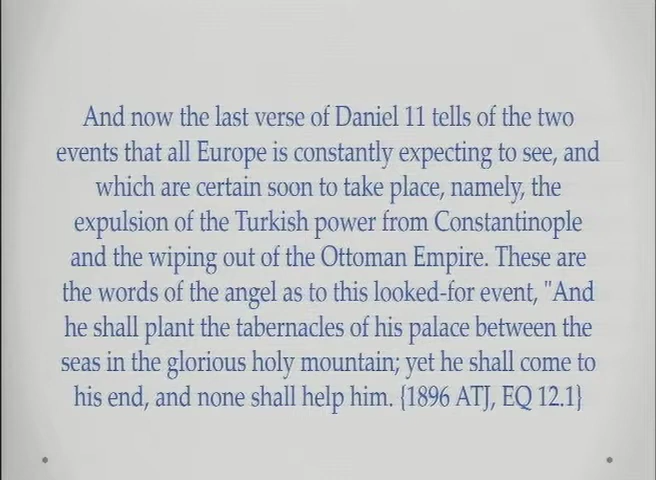 And now the last verse of Daniel 11 tells of the two
events that all Europe is constantly expecting to see, and
which are certain soon to take place, namely, the
expulsion of the Turkish power from Constantinople
and the wiping out of the Ottoman Empire. These are
the words of the angel as to this looked-for event, "And
he shall plant the tabernacles of his palace between the
seas in the glorious holy mountain; yet he shall come to
his end, and none shall help him. {1896 ATJ, EQ 12.1}